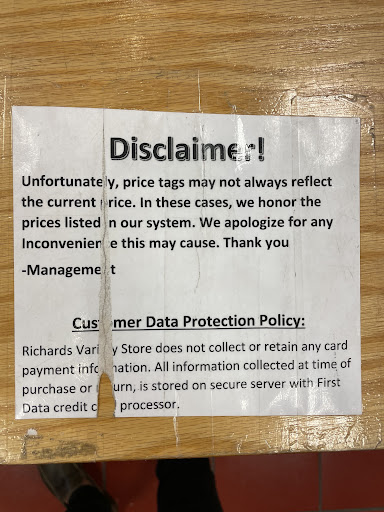 Disclaimer!
Unfortunately, price tags may not always reflect
the current price. In these cases, we honor the
prices listed in our system. We apologize for any
Inconvenience this may cause. Thank you
-Management
Customer Data Protection Policy:
Richards Variety Store does not collect or retain any card
payment information. All information collected at time of
purchase or return, is stored on secure server with First
Data credit card processor.